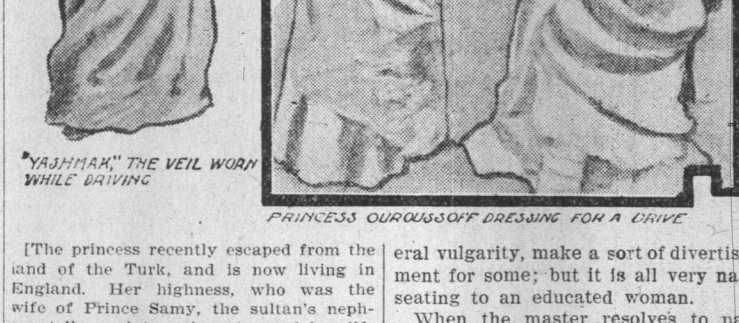 "YASHMAK," THE VEIL WORN
WHILE DRIVING
PRINCESS OUROUSSOFF DRESSING FOR A DRIVE
[The princess recently escaped from the
land of the Turk, and is now living in
England. Her highness, who was the
wife of Prince Samy, the sultan's neph-
eral vulgarity, make a sort of divertis
ment for some; but it is all very na
seating to an educated woman.
When the master resolves to